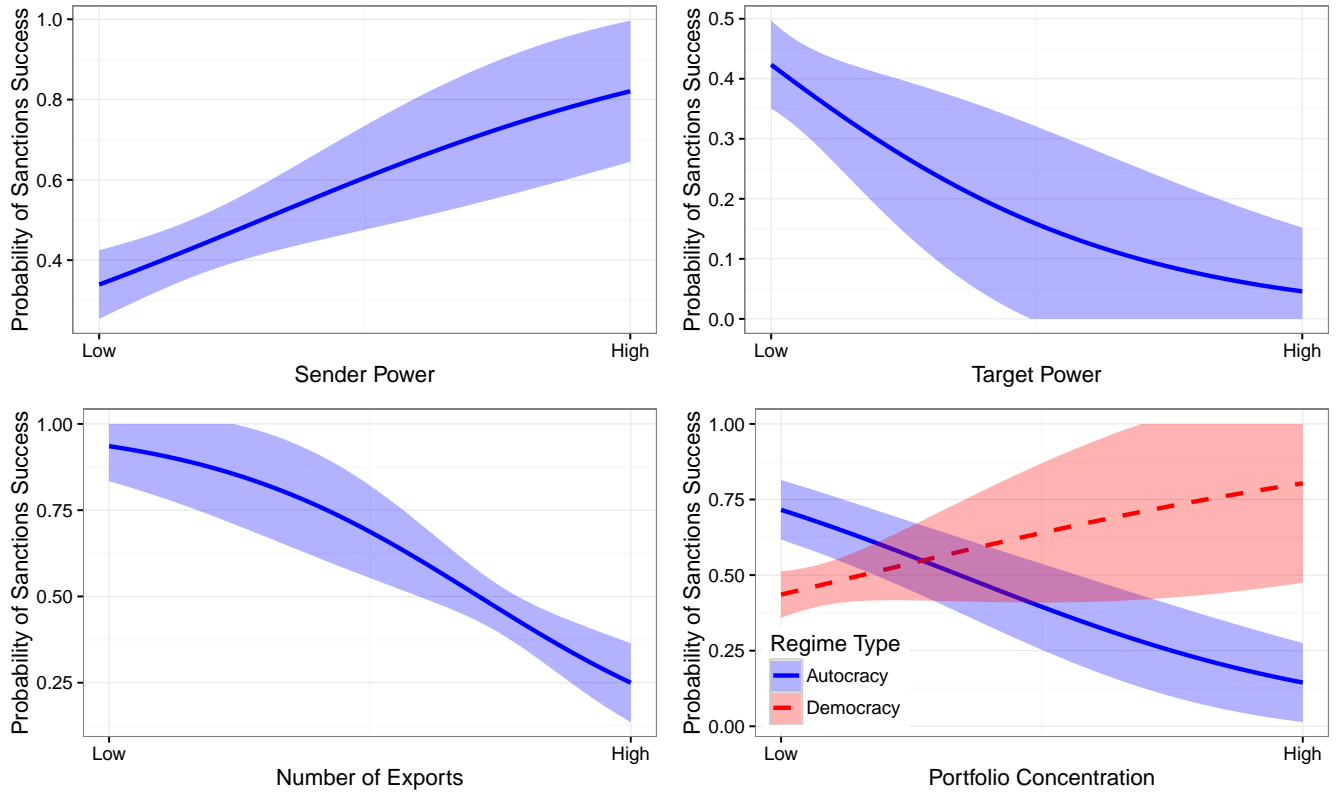 Probability of Sanctions Success
1.0
0.8
0.6
0.4
Low
High
Sender Power
Probability of Sanctions Success
0.5
0.4
0.3
0.2
0.1
0.0
Low
High
Target Power
Probability of Sanctions Success
1.00
0.75
0.50
0.25
Low
High
Number of Exports
Probability of Sanctions Success
1.00
0.75
0.50
0.25
0.00
Regime Type
Autocracy
Democracy
Low
High
Portfolio Concentration